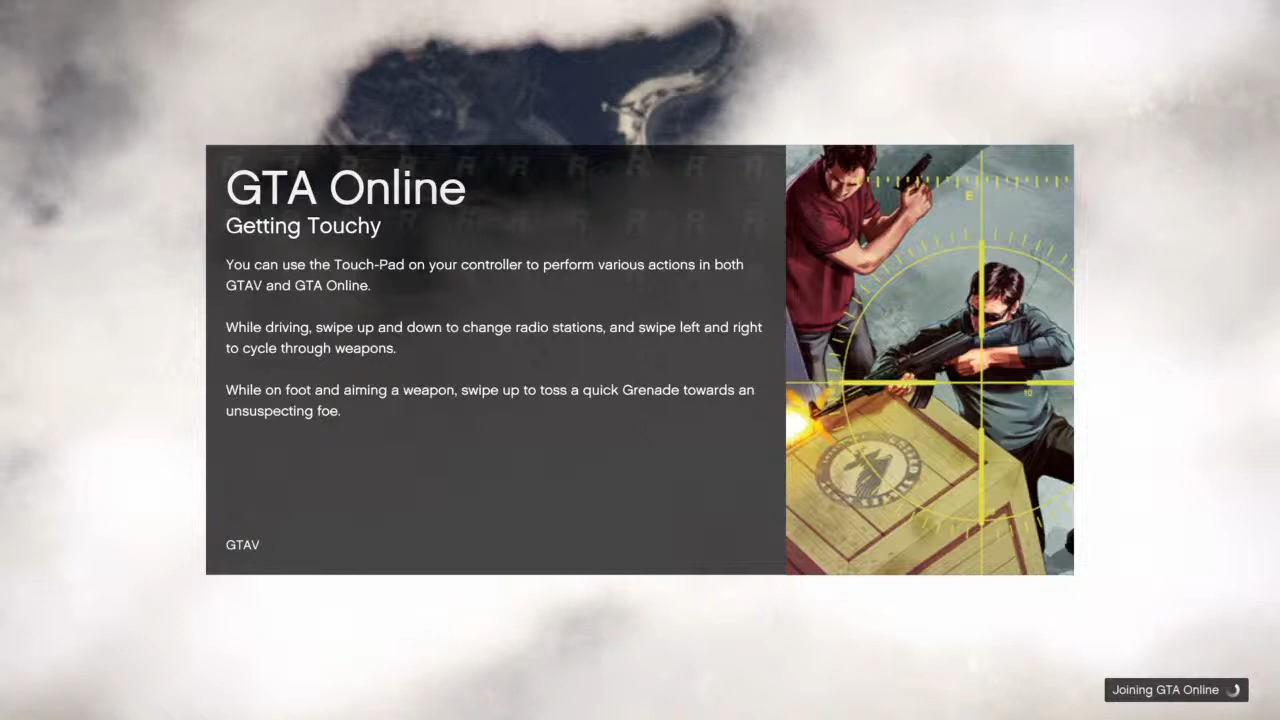 GTA Online
Getting Touchy
You can use the Touch-Pad on your controller to perform various actions in both
GTAV and GTA Online.
While driving, swipe up and down to change radio stations, and swipe left and right
to cycle through weapons.
While on foot and aiming a weapon, swipe up to toss a quick Grenade towards an
unsuspecting foe.
GTAV
E
10
Joining GTA Online